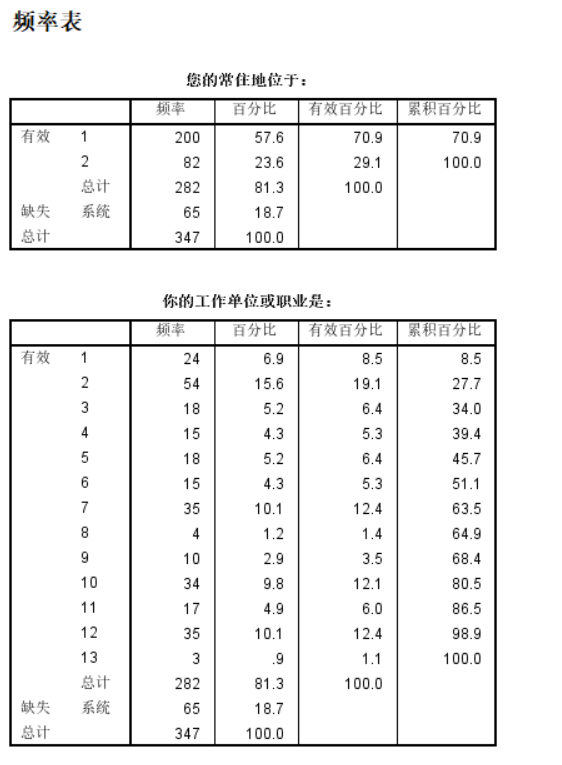 频率表
您的常住地位于:
频率 百分比 有效百分比 累积百分比
有效 1 200 57.6 70.9 70.9
2 82 23.6 29.1 100.0
总计 282 81.3 100.0
缺失 系统 65 18.7
总计 347 100.0
你的工作单位或职业是:
频率 百分比 有效百分比 累积百分比
有效 1 24 6.9 8.5 8.5
2 54 15.6 19.1 27.7
3 18 5.2 6.4 34.0
4 15 4.3 5.3 39.4
5 18 5.2 6.4 45.7
6 15 4.3 5.3 51.1
7 35 10.1 12.4 63.5
8 4 1.2 1.4 64.9
9 10 2.9 3.5 68.4
10 34 9.8 12.1 80.5
11 17 4.9 6.0 86.5
12 35 10.1 12.4 98.9
13 3 .9 1.1 100.0
总计 282 81.3 100.0
缺失 系统 65 18.7
总计 347 100.0